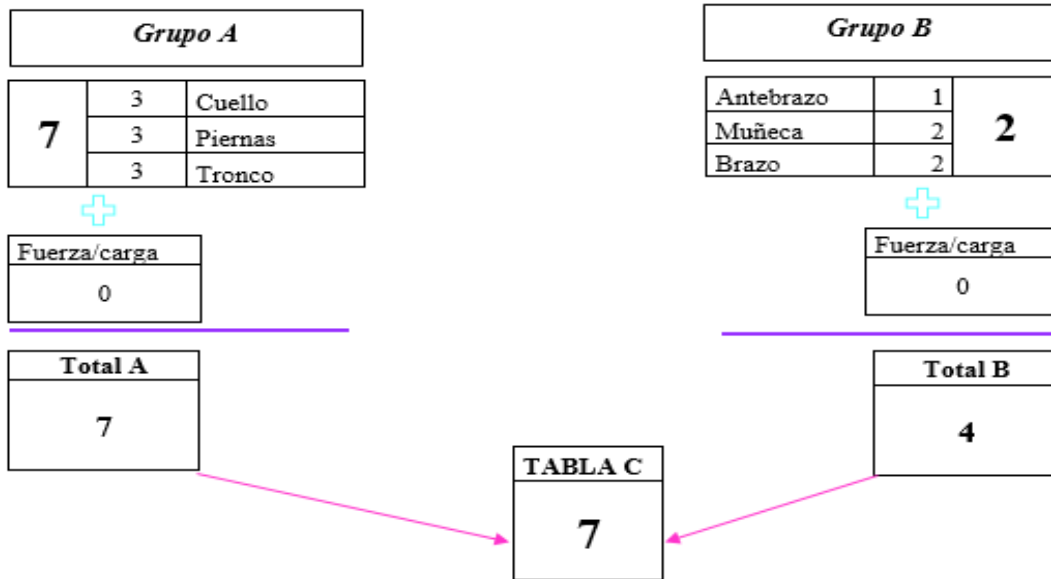 Grupo A
7
3 Cuello
3 Piernas
3 Tronco
Fuerza/carga
0
Total A
7
Grupo B
Antebrazo 1
Muñeca 2
Brazo 2
2
Fuerza/carga
0
Total B
4
TABLA C
7